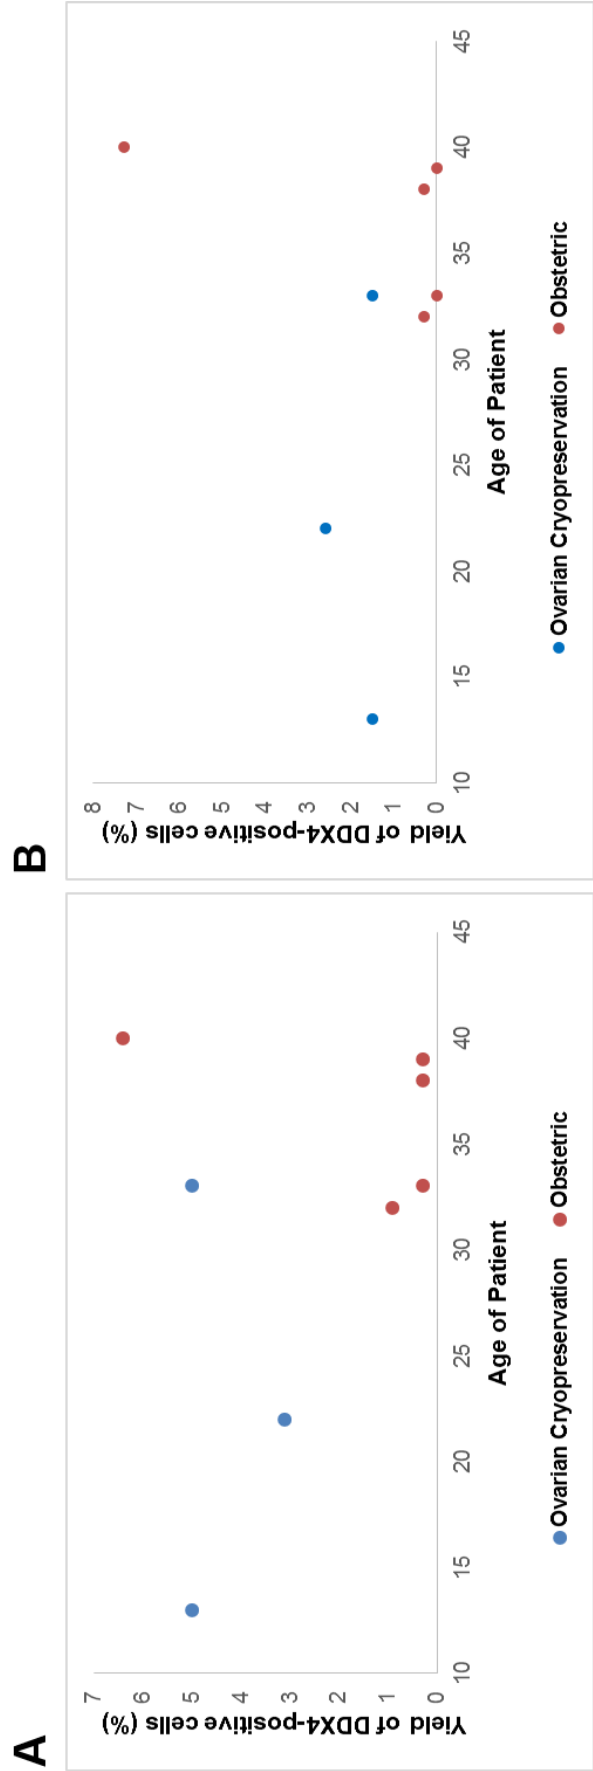 A
Yield of DDX4-positive cells (%)
7
6
5
4
3
2
1
0
10 15 20 25 30 35 40 45
Age of Patient
Ovarian Cryopreservation Obstetric
B
Yield of DDX4-positive cells (%)
8
7
6
5
4
3
2
1
0
10 15 20 25 30 35 40 45
Age of Patient
Ovarian Cryopreservation Obstetric